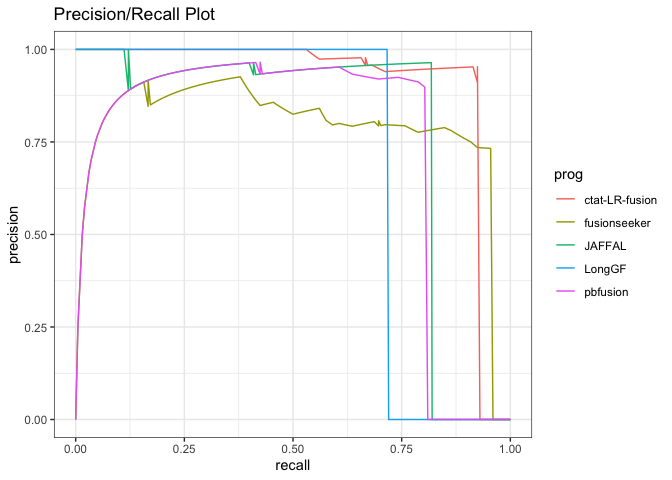 Precision/Recall Plot
precision
1.00
0.75
0.50
0.25
0.00
0.00 0.25 0.50 0.75 1.00
recall
prog
ctat-LR-fusion
fusionseeker
JAFFAL
LongGF
pbfusion